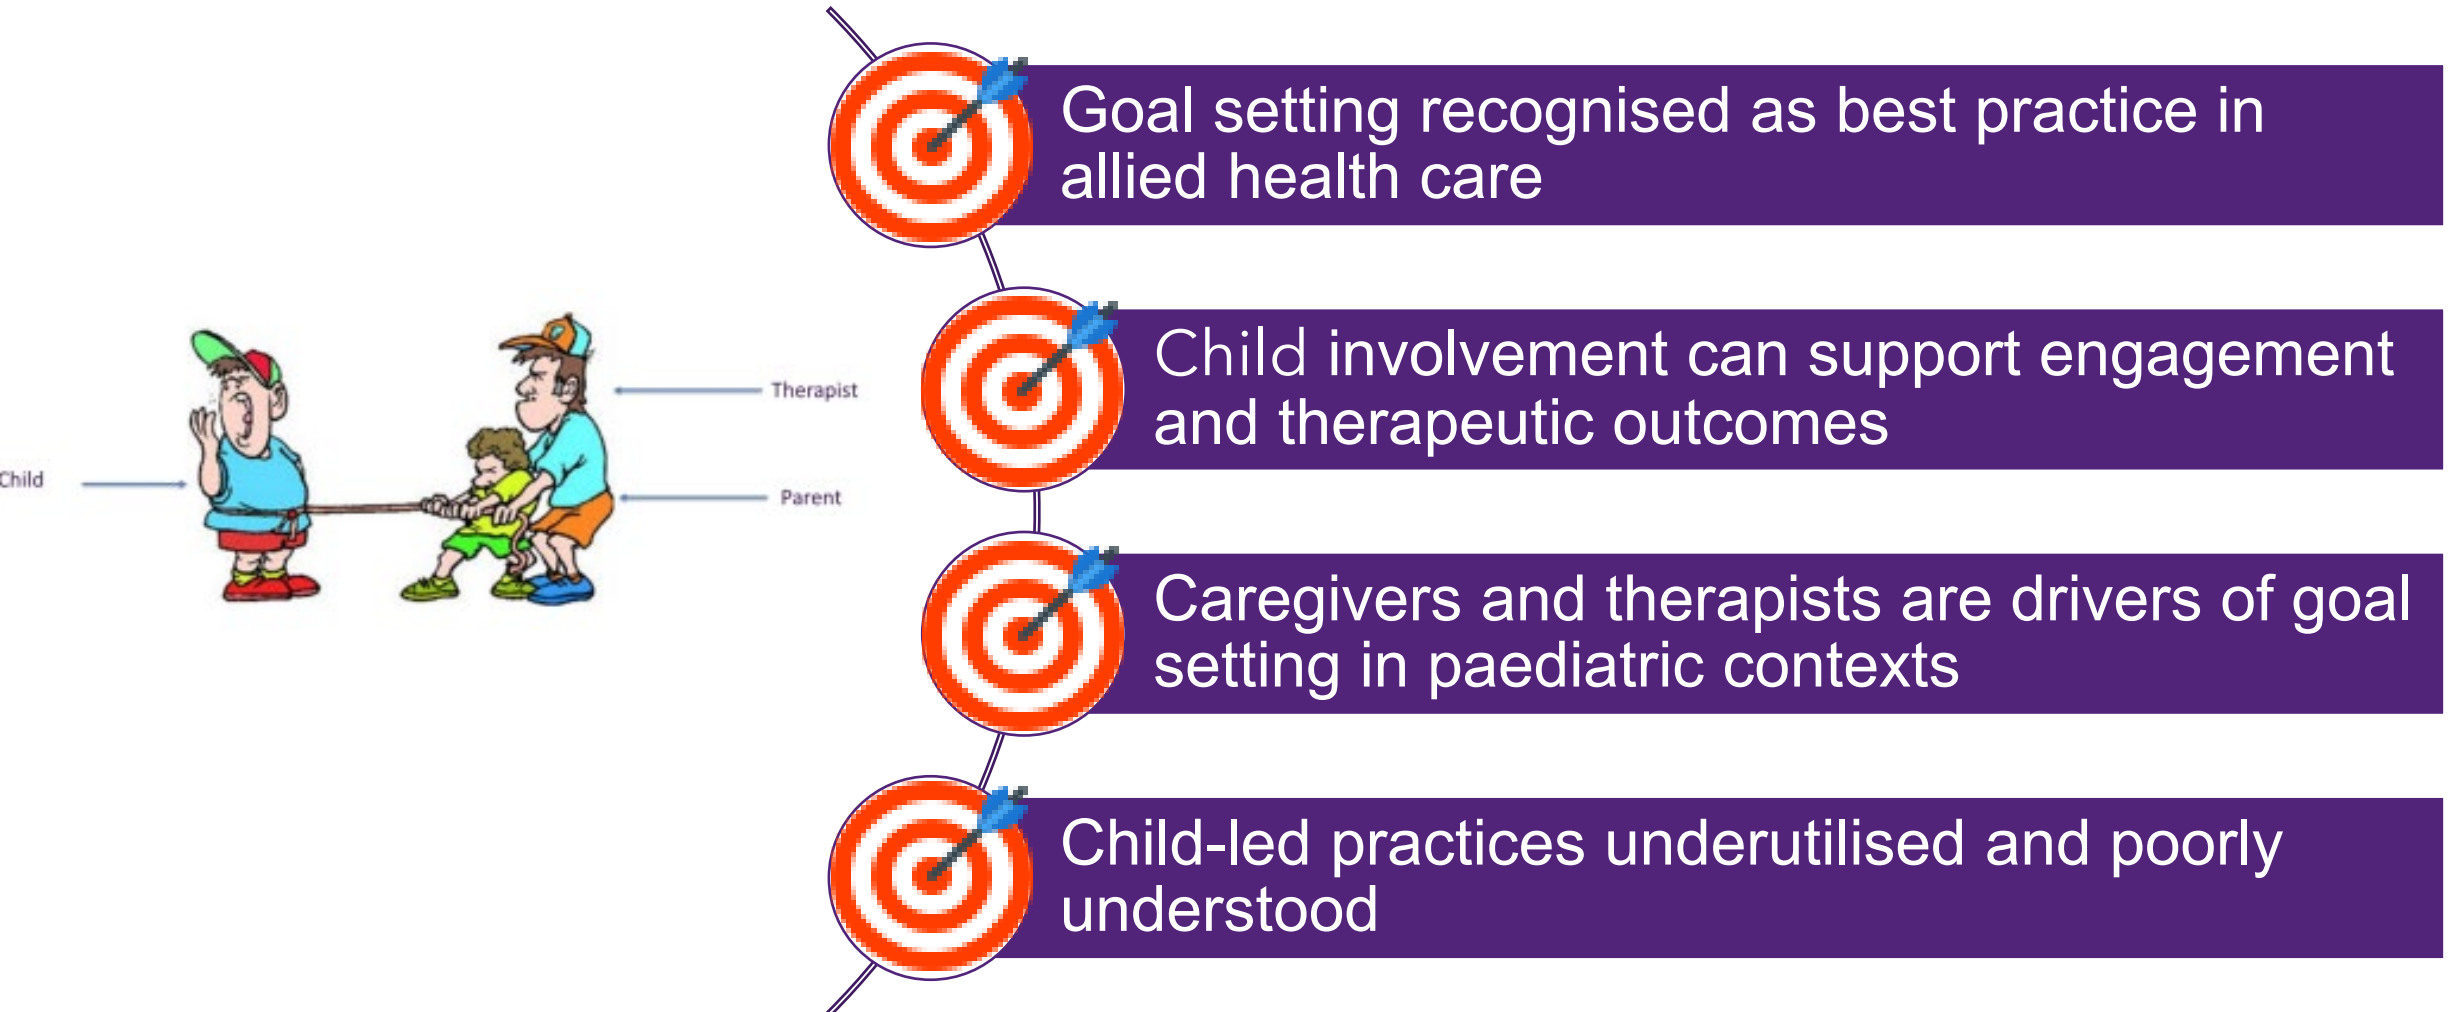 Goal setting recognised as best practice in
allied health care
Child involvement can support engagement
and therapeutic outcomes
Caregivers and therapists are drivers of goal
setting in paediatric contexts
Child-led practices underutilised and poorly
understood
Therapist
Child
Parent